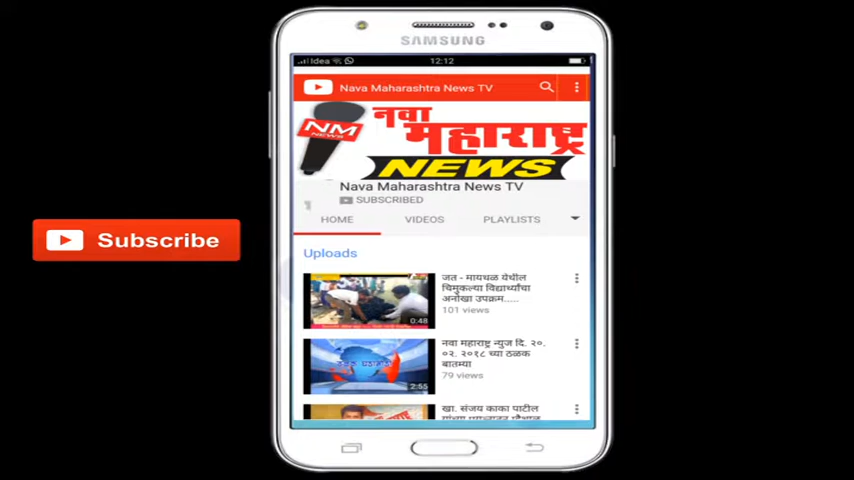 SAMSUNG
Idea
12:12
Nava Maharashtra News TV
नवा
महाराष्ट्र
NM
NEWS
NEWS
Nava Maharashtra News TV
SUBSCRIBED
HOME VIDEOS PLAYLISTS
Subscribe
Uploads
जत - मायथळ येथील
चिमुकल्या विद्यार्थ्यांचा
अनोखा उपक्रम.....
101 views
0:48
नवा महाराष्ट्र न्युज दि. २०.
०२. २०१८ च्या ठळक
बातम्या
79 views
2:55
खा. संजय काका पाटील